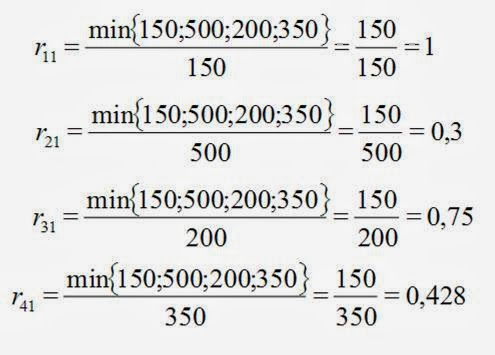 r₁₁ = min{150;500;200;350} / 150 = 150 / 150 = 1
r₂₁ = min{150;500;200;350} / 500 = 150 / 500 = 0,3
r₃₁ = min{150;500;200;350} / 200 = 150 / 200 = 0,75
r₄₁ = min{150;500;200;350} / 350 = 150 / 350 = 0,428